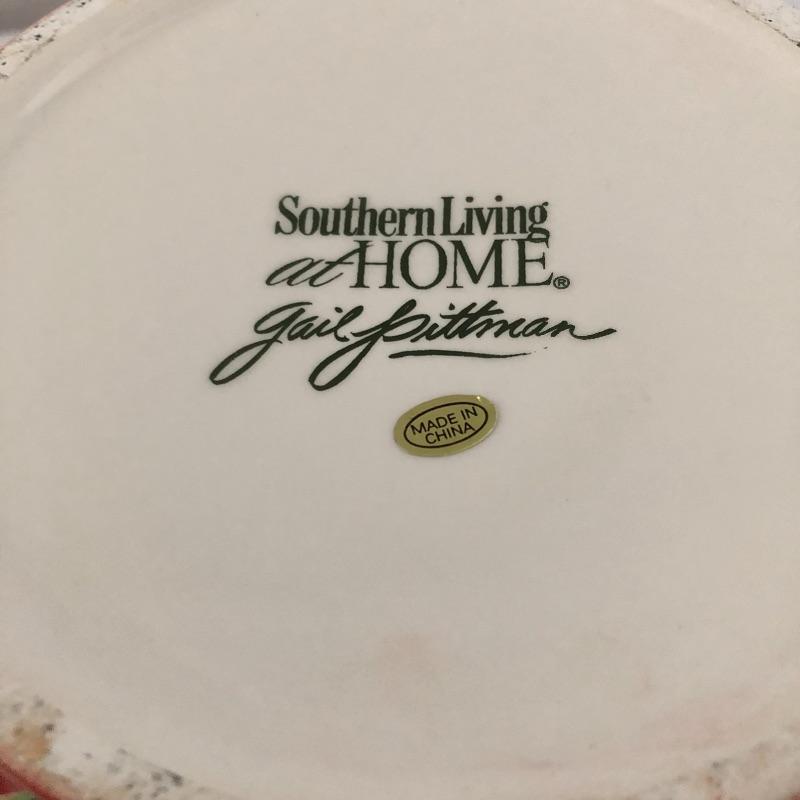 Southern Living
at HOME®
Gail Pittman
MADE IN
CHINA